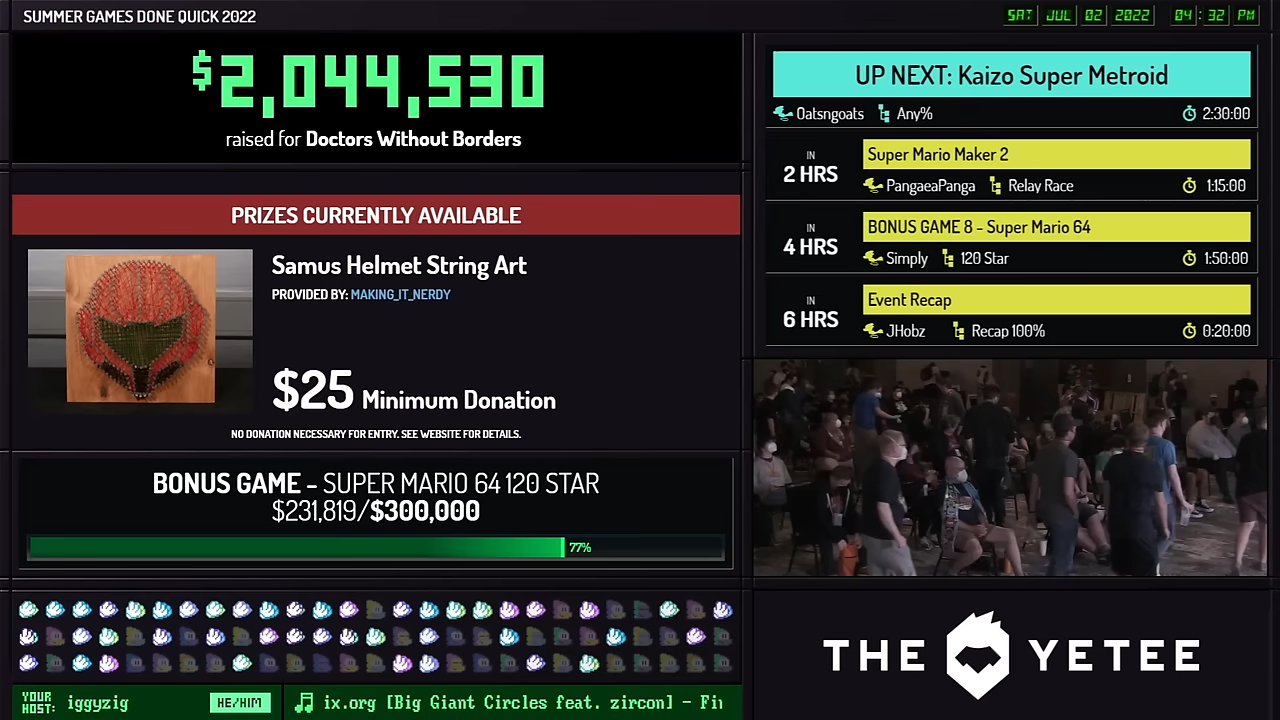 SUMMER GAMES DONE QUICK 2022
SAT JUL 02 2022 04:32 PM
$2,044,530
raised for Doctors Without Borders
PRIZES CURRENTLY AVAILABLE
Samus Helmet String Art
PROVIDED BY: MAKING_IT_NERDY
$25 Minimum Donation
NO DONATION NECESSARY FOR ENTRY. SEE WEBSITE FOR DETAILS.
BONUS GAME - SUPER MARIO 64 120 STAR
$231,819/$300,000
77%
YOUR HOST: iggyzig HE/HIM
ix.org [Big Giant Circles feat. zircon] - Fi
UP NEXT: Kaizo Super Metroid
Oatsngoats Any% 2:30:00
IN 2 HRS
Super Mario Maker 2
PangaeaPanga Relay Race 1:15:00
IN 4 HRS
BONUS GAME 8 - Super Mario 64
Simply 120 Star 1:50:00
IN 6 HRS
Event Recap
JHobz Recap 100% 0:20:00
THE YETEE